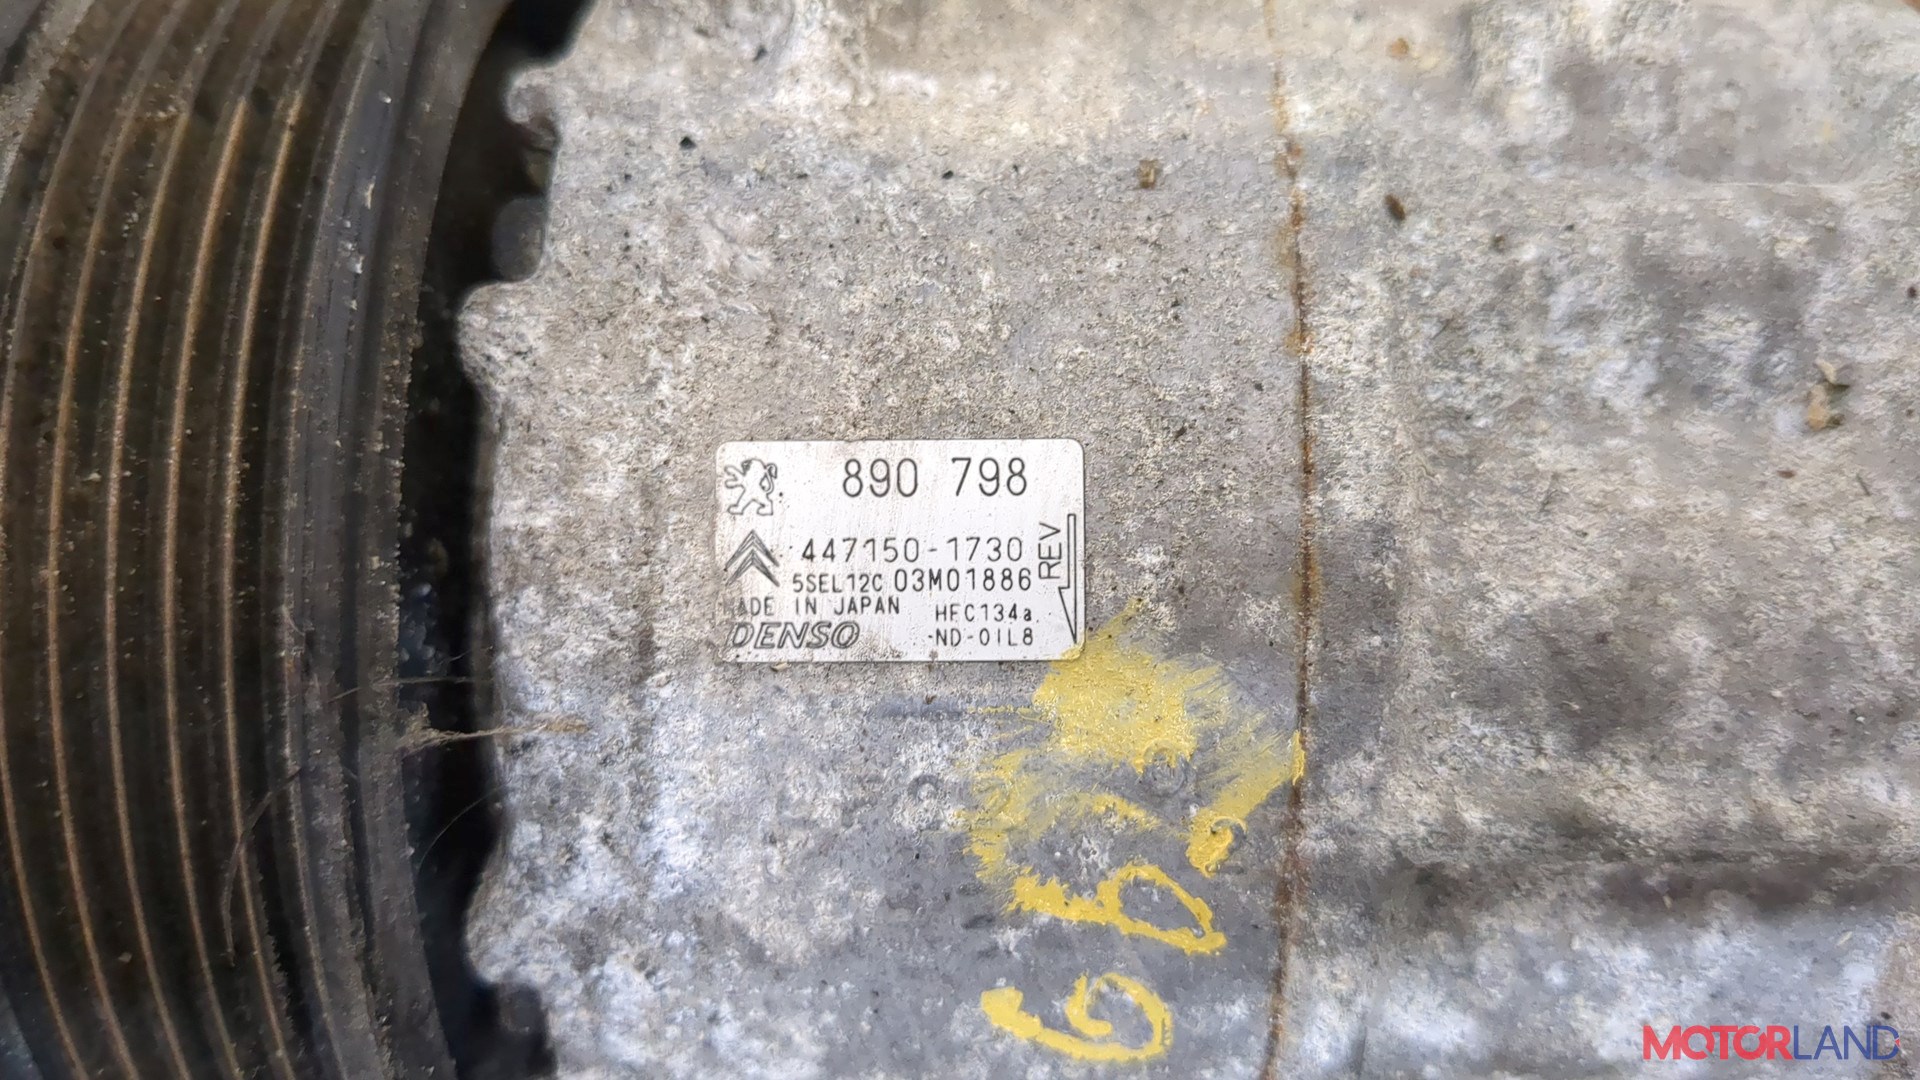 890 798
447150-1730
5SEL12C 03M01886
REV
MADE IN JAPAN HFC134a
DENSO ND-OIL8
MOTORLAND